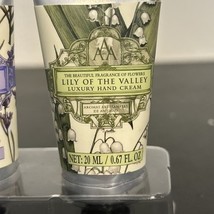 THE BEAUTIFUL FRAGRANCE OF FLOWERS
LILY OF THE VALLEY
LUXURY HAND CREAM
NET: 20 ML / 0.67 FL. OZ